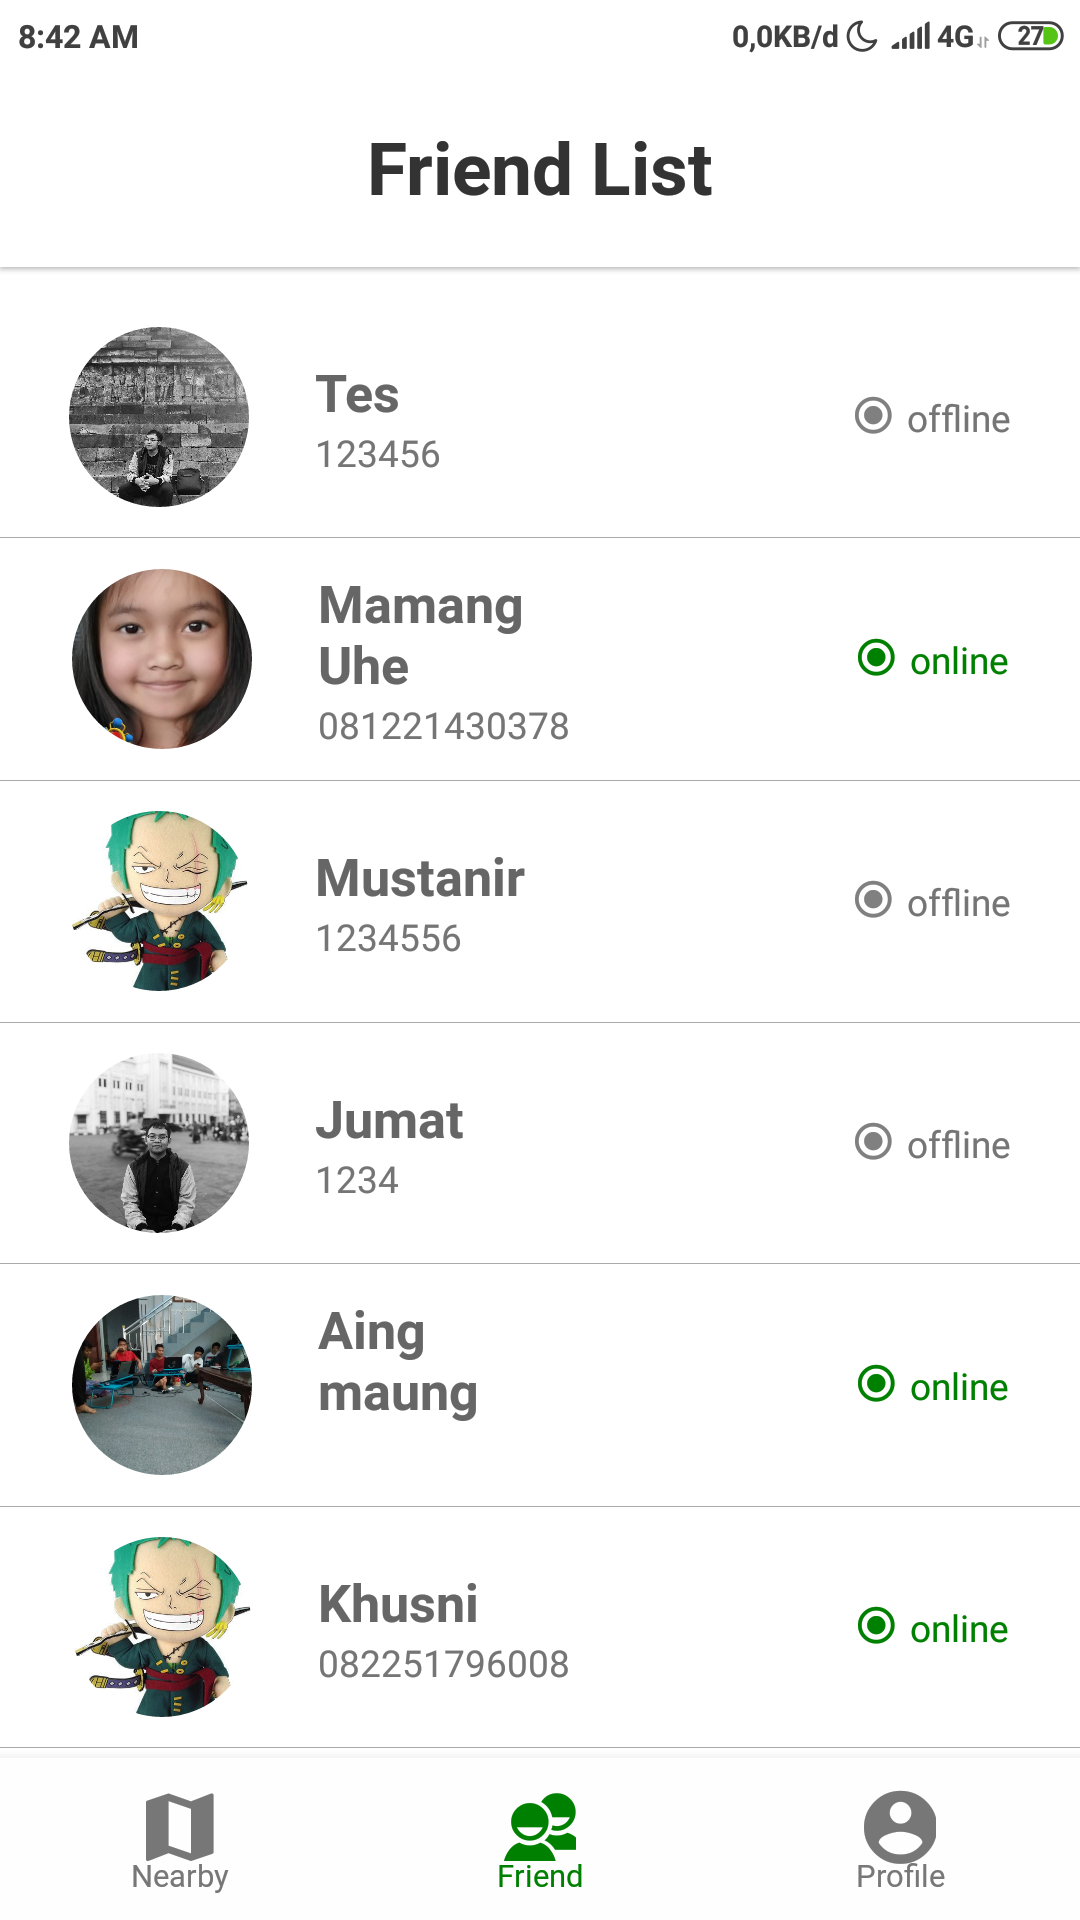 8:42 AM 0,0KB/d 4G 27
Friend List
Tes
123456
offline
Mamang
Uhe
081221430378
online
Mustanir
1234556
offline
Jumat
1234
offline
Aing
maung
online
Khusni
082251796008
online
Nearby Friend Profile